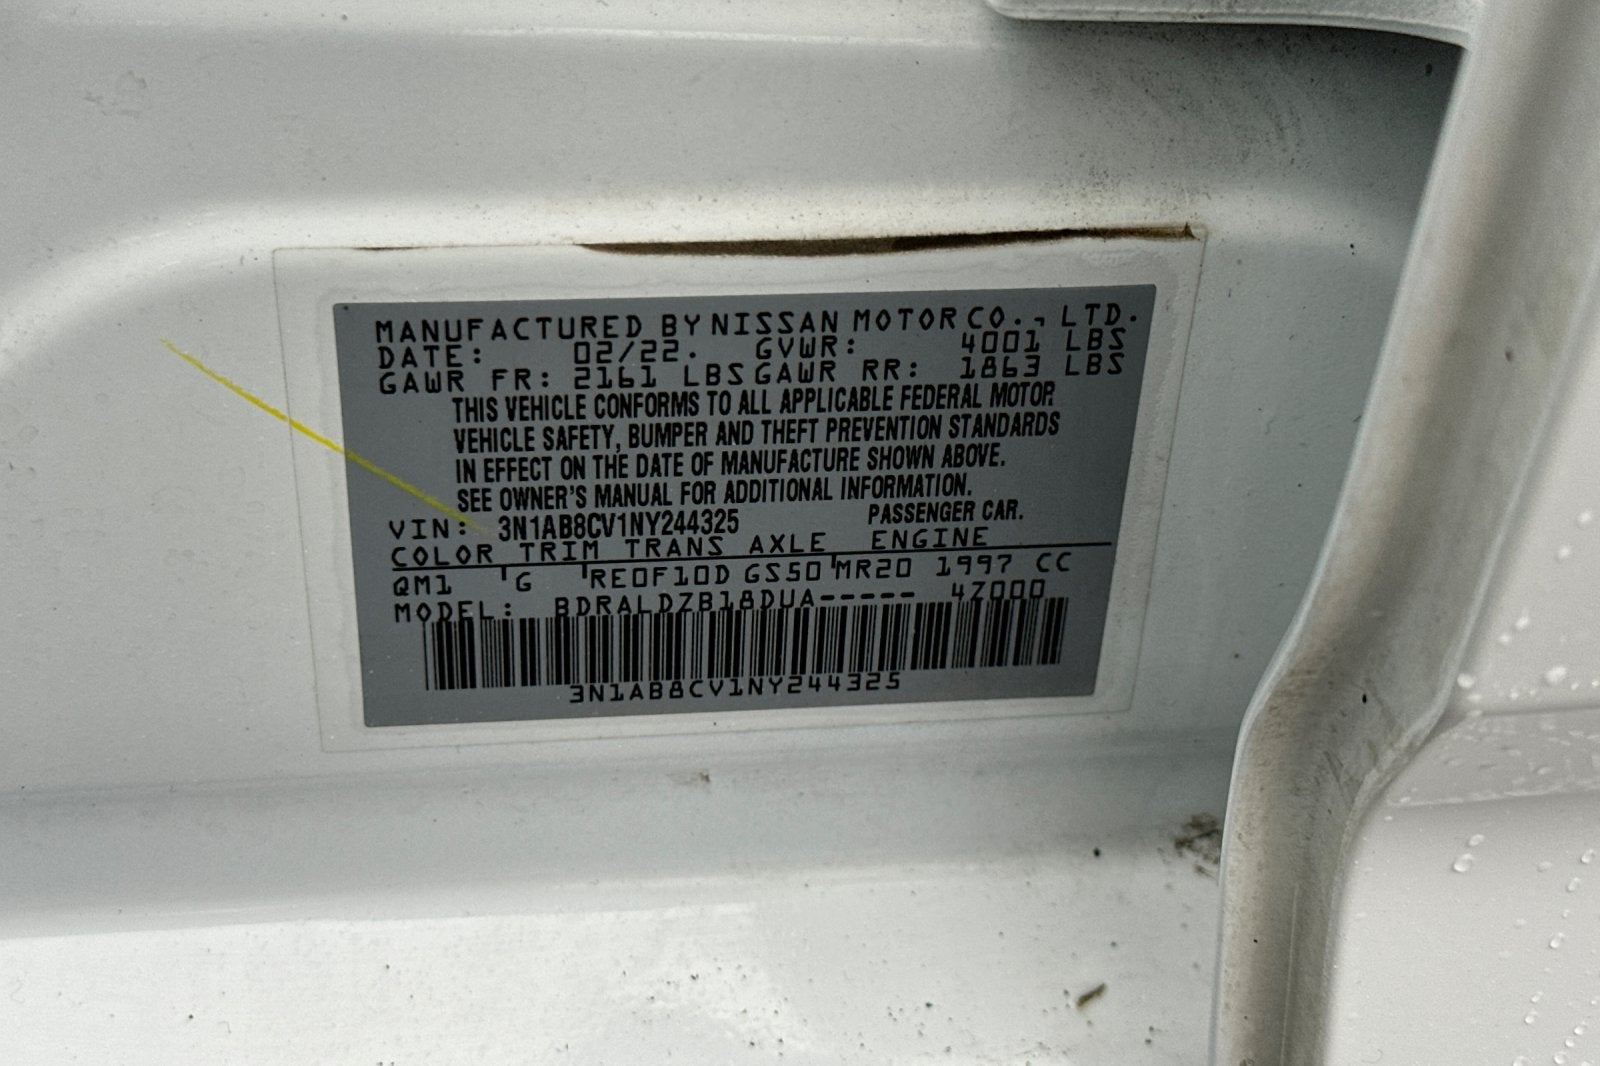 MANUFACTURED BY NISSAN MOTOR CO., LTD.
DATE: 02/22. GVWR: 4001 LBS
GAWR FR: 2161 LBS GAWR RR: 1863 LBS
THIS VEHICLE CONFORMS TO ALL APPLICABLE FEDERAL MOTOR
VEHICLE SAFETY, BUMPER AND THEFT PREVENTION STANDARDS
IN EFFECT ON THE DATE OF MANUFACTURE SHOWN ABOVE.
SEE OWNER'S MANUAL FOR ADDITIONAL INFORMATION.
VIN: 3N1AB8CV1NY244325 PASSENGER CAR.
COLOR TRIM TRANS AXLE ENGINE
QM1 G RE0F10D GS50 MR20 1997 CC
MODEL: BDRALDZB18DUA----- 4Z000
3N1AB8CV1NY244325